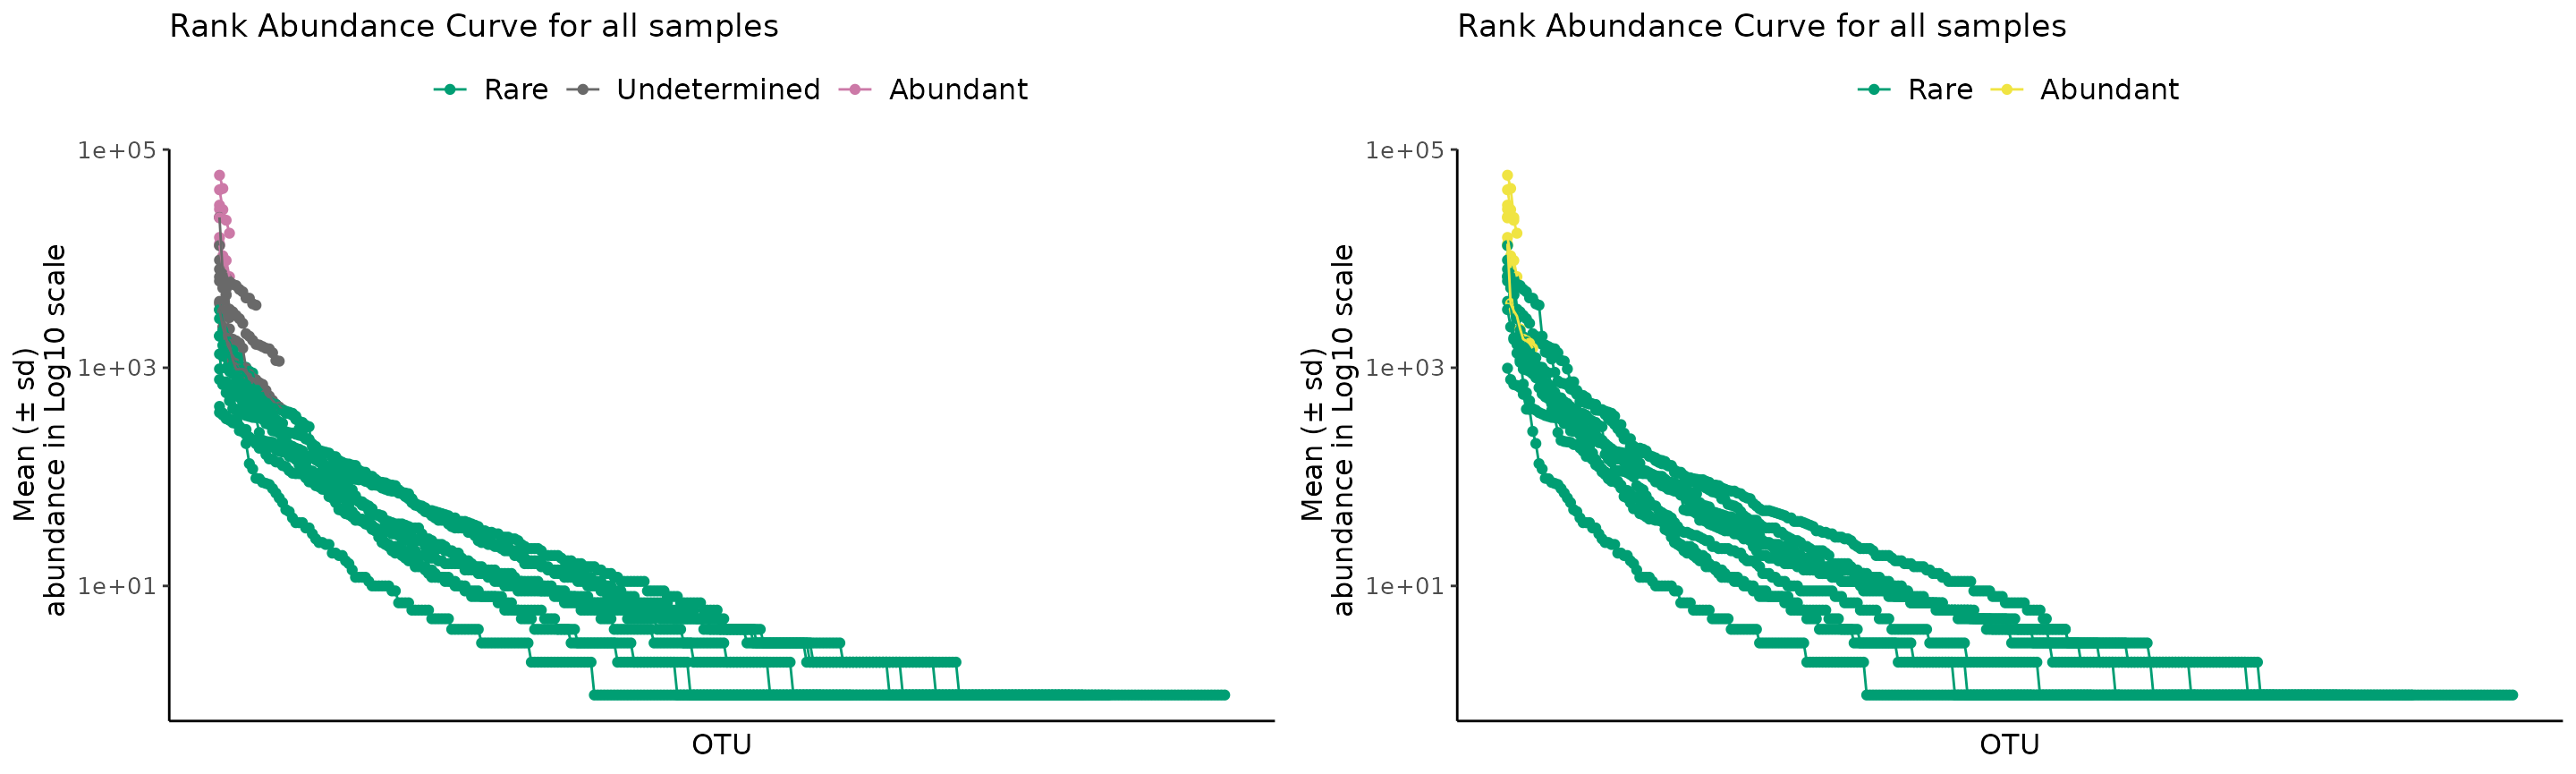 Rank Abundance Curve for all samples
Rare Undetermined Abundant
1e+05
1e+03
1e+01
Mean (± sd)
abundance in Log10 scale
OTU
Rank Abundance Curve for all samples
Rare Abundant
1e+05
1e+03
1e+01
Mean (± sd)
abundance in Log10 scale
OTU